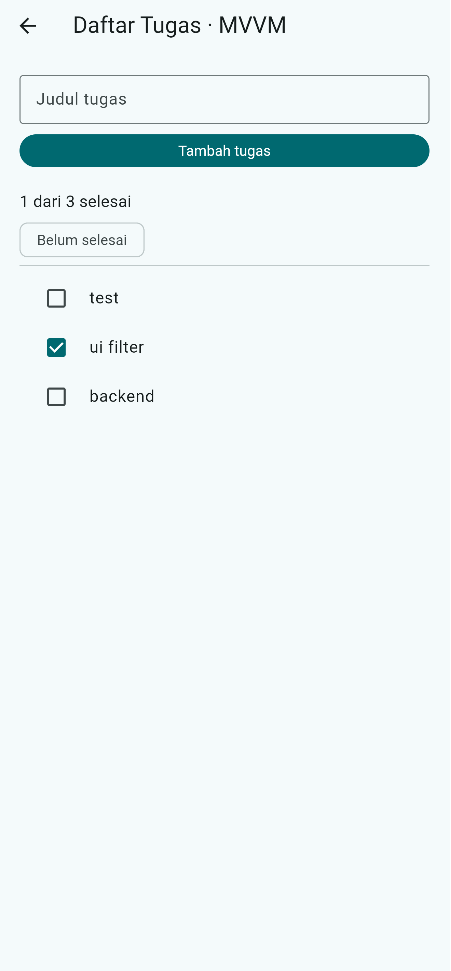 Daftar Tugas · MVVM
Judul tugas
Tambah tugas
1 dari 3 selesai
Belum selesai
test
ui filter
backend